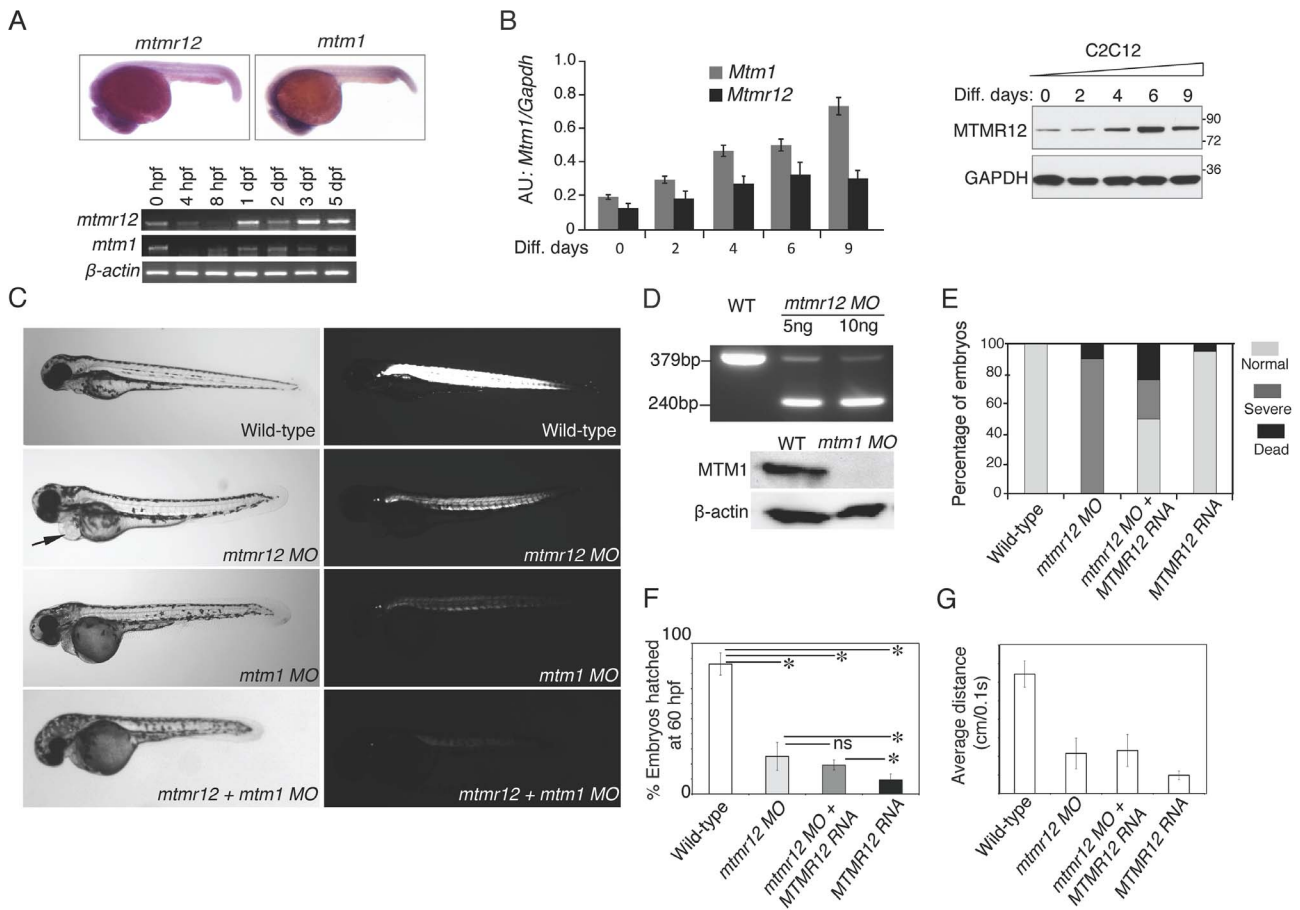 A
mtmr12
mtm1
0 hpf
4 hpf
8 hpf
1 dpf
2 dpf
3 dpf
5 dpf
mtmr12
mtm1
β-actin
B
AU: Mtm1/Gapdh
1.0
0.8
0.6
0.4
0.2
0
Mtm1
Mtmr12
Diff. days 0 2 4 6 9
C2C12
Diff. days: 0 2 4 6 9
MTMR12
-90
-72
GAPDH
-36
C
Wild-type
Wild-type
mtmr12 MO
mtmr12 MO
mtm1 MO
mtm1 MO
mtmr12 + mtm1 MO
mtmr12 + mtm1 MO
D
WT
mtmr12 MO
5ng 10ng
379bp
240bp
WT mtm1 MO
MTM1
β-actin
E
Percentage of embryos
100
80
60
40
20
0
Normal
Severe
Dead
Wild-type
mtmr12 MO
mtmr12 MO +
MTMR12 RNA
MTMR12 RNA
F
% Embryos hatched
at 60 hpf
100
0
*
*
*
*
ns
*
Wild-type
mtmr12 MO
mtmr12 MO +
MTMR12 RNA
MTMR12 RNA
G
Average distance
(cm/0.1s)
Wild-type
mtmr12 MO
mtmr12 MO +
MTMR12 RNA
MTMR12 RNA